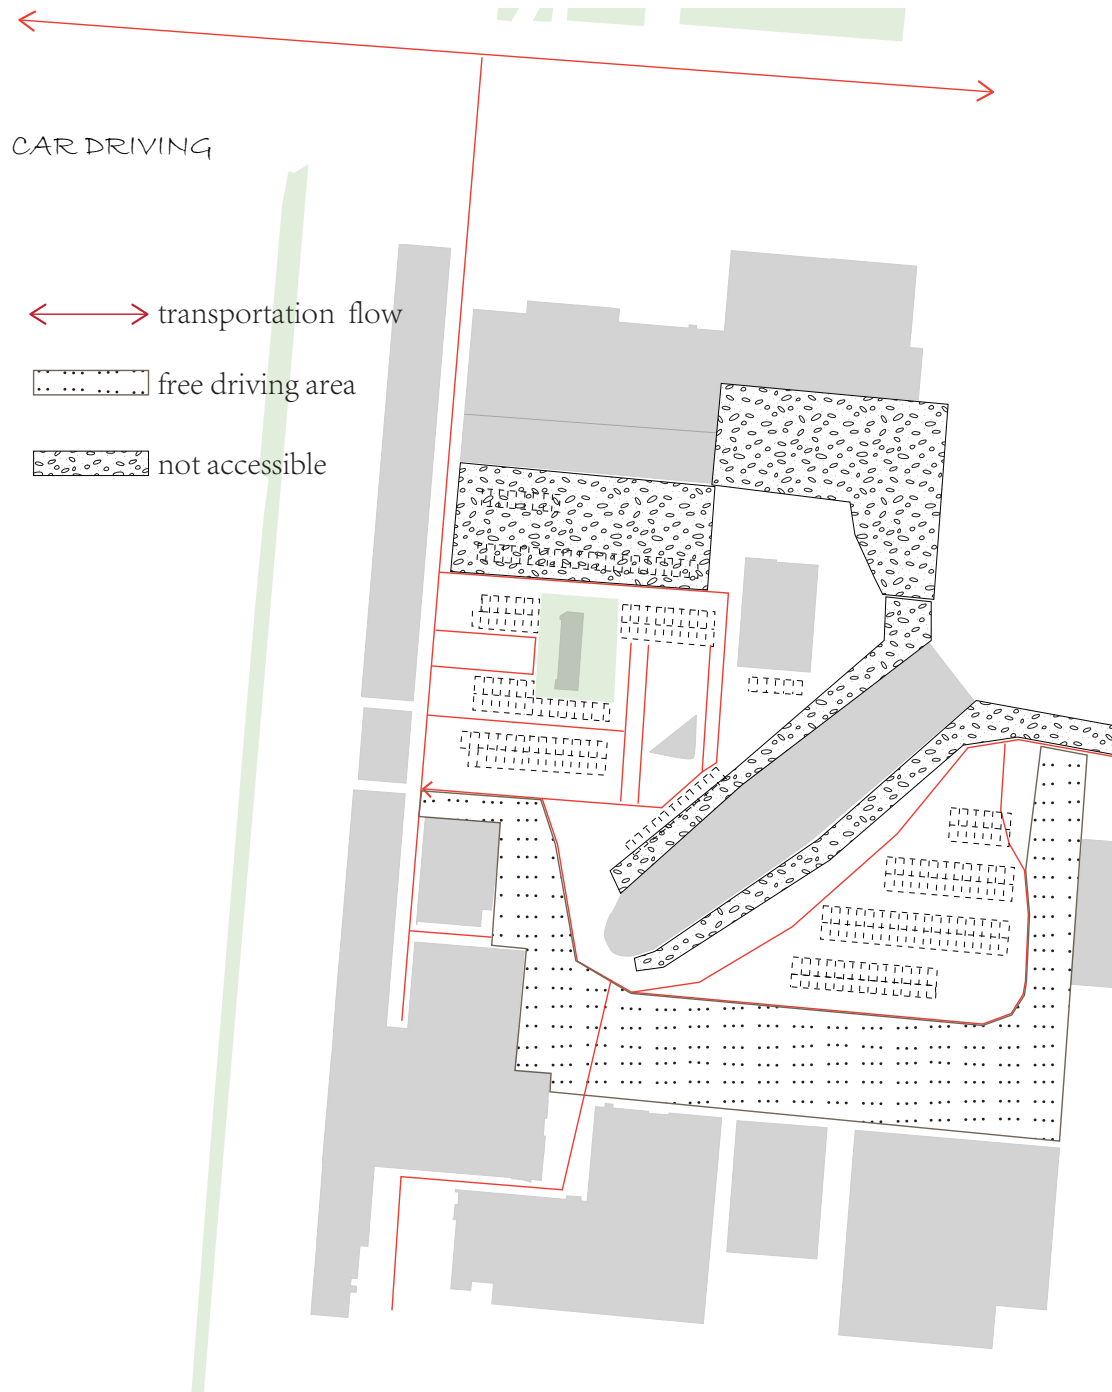 CAR DRIVING
transportation flow
free driving area
not accessible